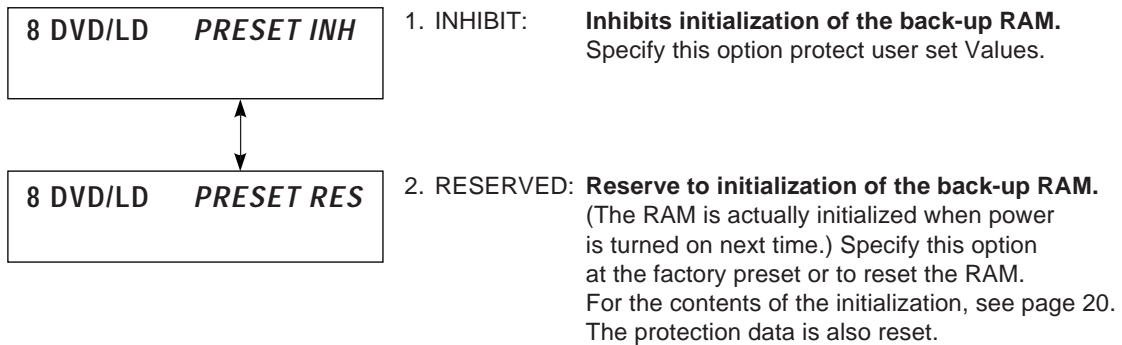 8 DVD/LD PRESET INH
1. INHIBIT: Inhibits initialization of the back-up RAM.
Specify this option protect user set Values.
8 DVD/LD PRESET RES
2. RESERVED: Reserve to initialization of the back-up RAM.
(The RAM is actually initialized when power
is turned on next time.) Specify this option
at the factory preset or to reset the RAM.
For the contents of the initialization, see page 20.
The protection data is also reset.